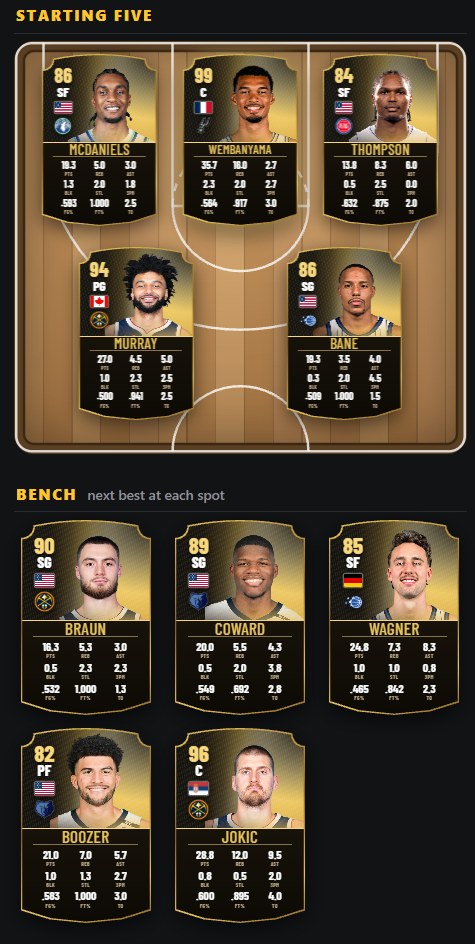 STARTING FIVE
86
SF
MCDANIELS
19.3 5.0 3.0
PTS REB AST
1.3 2.0 1.8
BLK STL 3PM
.583 1.000 2.5
FG% FT% TO
99
C
WEMBANYAMA
35.7 16.0 2.7
PTS REB AST
2.3 2.0 2.7
BLK STL 3PM
.564 .917 3.0
FG% FT% TO
84
SF
THOMPSON
13.8 8.3 6.0
PTS REB AST
0.5 2.5 0.0
BLK STL 3PM
.632 .875 2.0
FG% FT% TO
94
PG
MURRAY
27.0 4.5 5.0
PTS REB AST
1.0 2.3 2.5
BLK STL 3PM
.500 .941 2.5
FG% FT% TO
86
SG
BANE
19.3 3.5 4.0
PTS REB AST
0.3 2.0 4.5
BLK STL 3PM
.509 1.000 1.5
FG% FT% TO
BENCH next best at each spot
90
SG
BRAUN
16.3 5.3 3.0
PTS REB AST
0.5 2.3 2.3
BLK STL 3PM
.532 1.000 1.3
FG% FT% TO
89
SG
COWARD
20.0 5.5 4.3
PTS REB AST
0.5 2.0 3.8
BLK STL 3PM
.549 .692 2.8
FG% FT% TO
85
SF
WAGNER
24.8 7.3 8.3
PTS REB AST
1.0 1.0 0.8
BLK STL 3PM
.465 .842 2.3
FG% FT% TO
82
PF
BOOZER
21.0 7.0 5.7
PTS REB AST
1.0 1.3 2.7
BLK STL 3PM
.583 1.000 3.0
FG% FT% TO
96
C
JOKIC
28.8 12.0 9.5
PTS REB AST
0.8 0.5 2.0
BLK STL 3PM
.600 .895 4.0
FG% FT% TO